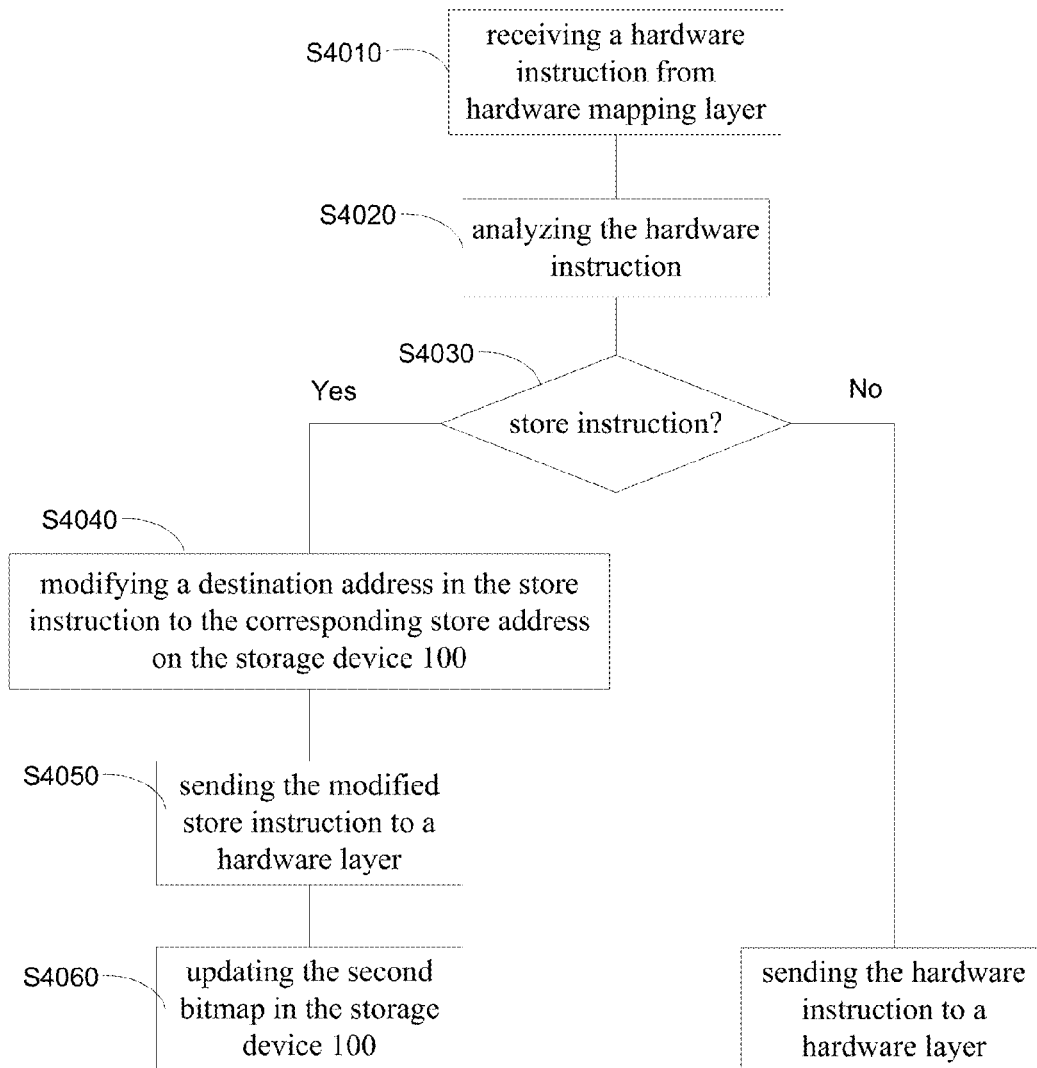 S4010
receiving a hardware
instruction from
hardware mapping layer
S4020
analyzing the hardware
instruction
S4030
Yes
No
store instruction?
S4040
modifying a destination address in the store
instruction to the corresponding store address
on the storage device 100
S4050
sending the modified
store instruction to a
hardware layer
S4060
updating the second
bitmap in the storage
device 100
sending the hardware
instruction to a
hardware layer